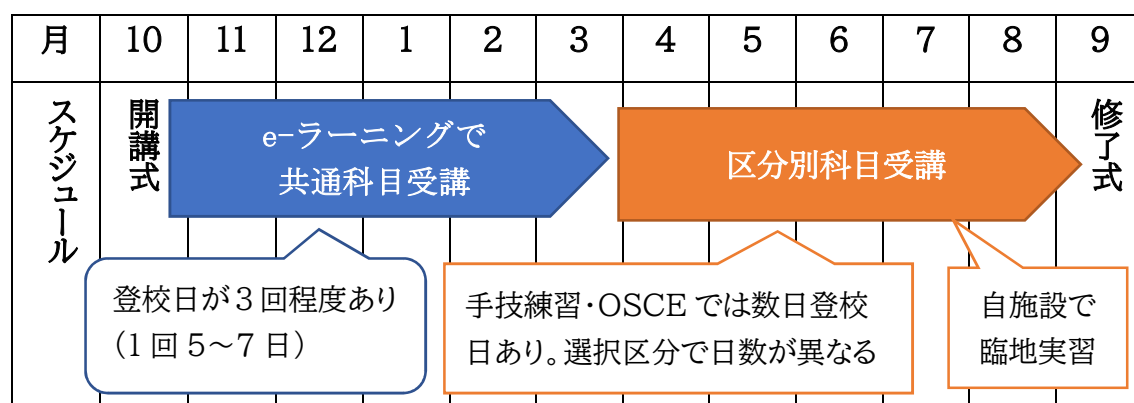 月 10 11 12 1 2 3 4 5 6 7 8 9
スケジュール
開講式
e-ラーニングで
共通科目受講
区分別科目受講
修了式
登校日が3回程度あり
(1回5~7日)
手技練習・OSCEでは数日登校
日あり。選択区分で日数が異なる
自施設で
臨地実習